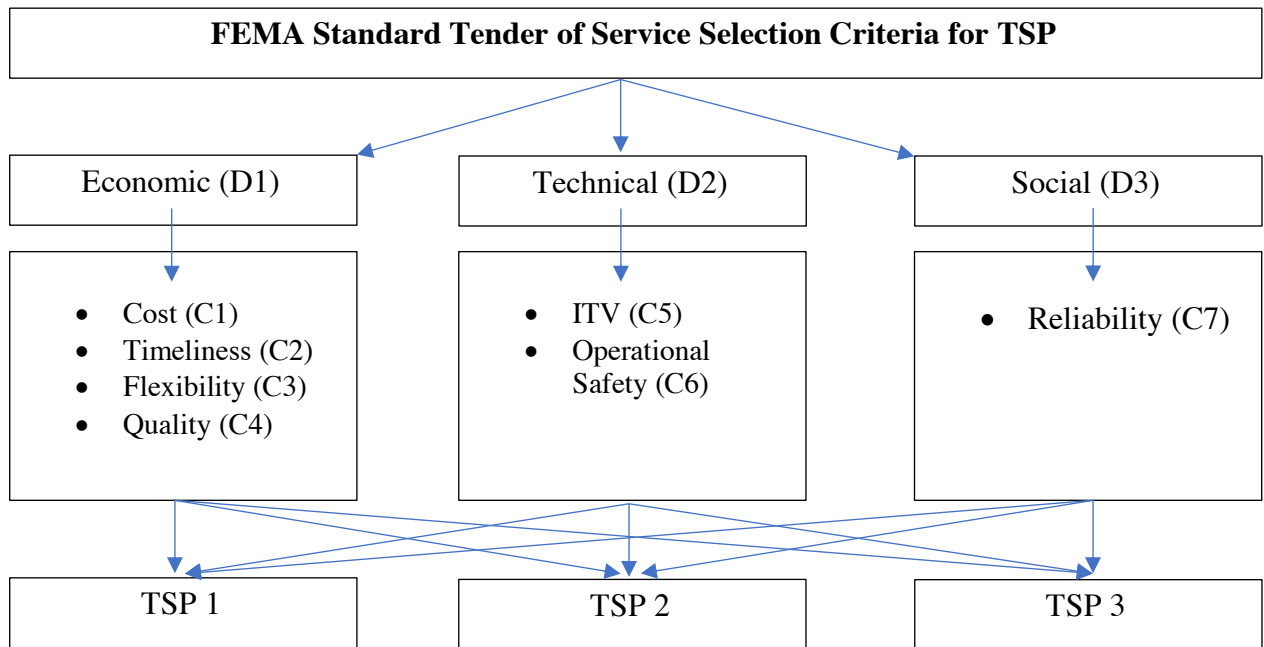 FEMA Standard Tender of Service Selection Criteria for TSP
Economic (D1)
Technical (D2)
Social (D3)
• Cost (C1)
• Timeliness (C2)
• Flexibility (C3)
• Quality (C4)
• ITV (C5)
• Operational
Safety (C6)
• Reliability (C7)
TSP 1
TSP 2
TSP 3